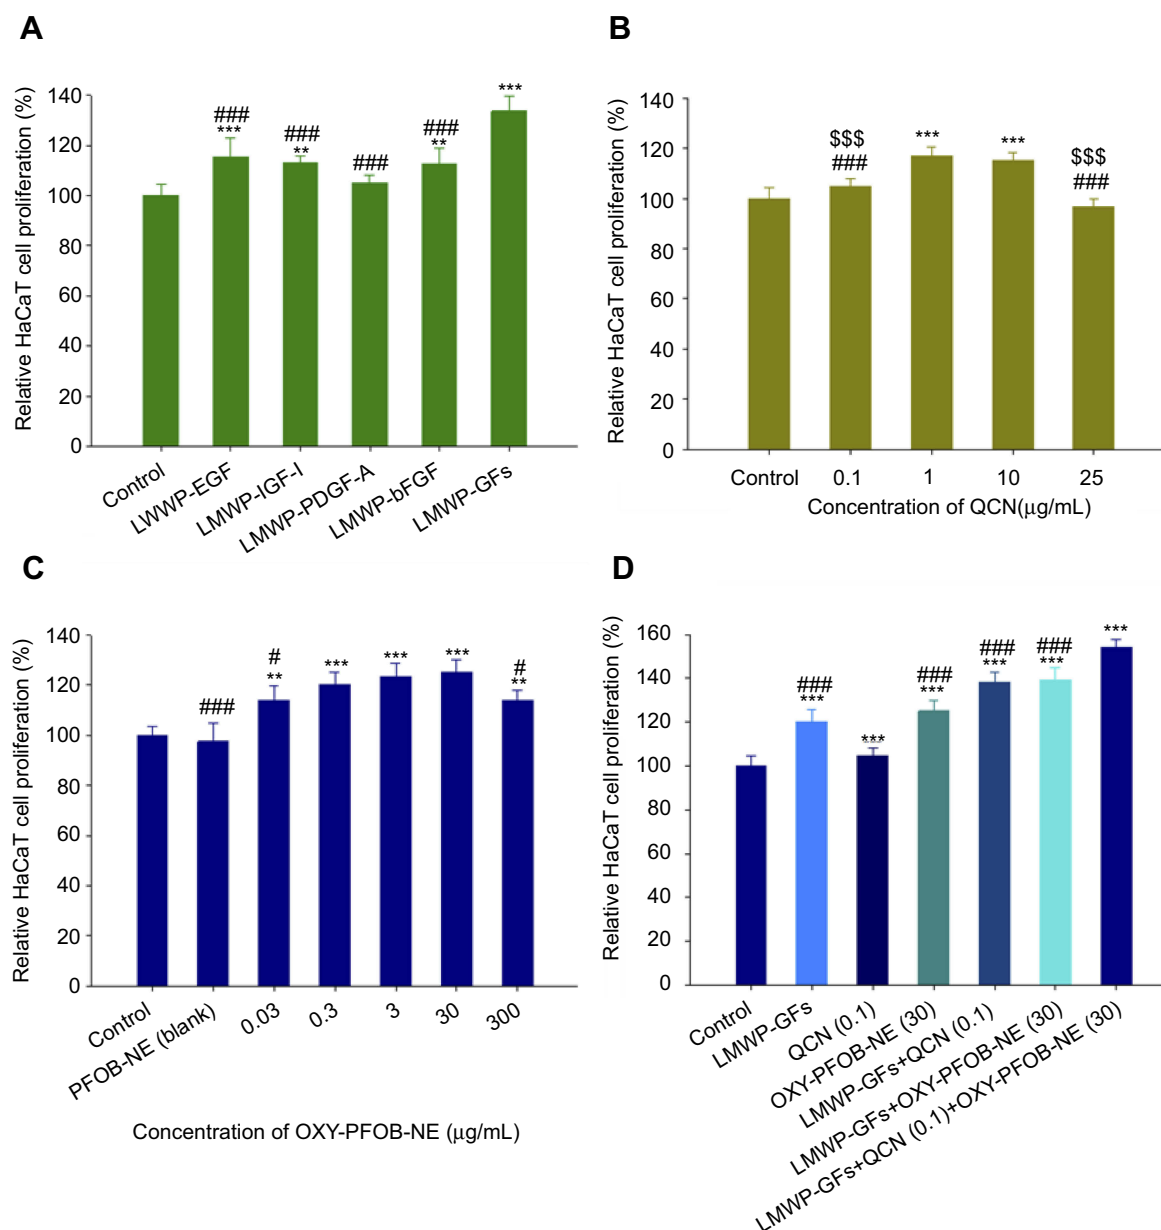 A
Relative HaCaT cell proliferation (%)
140
120
100
80
60
40
20
0
###
***
###
**
###
###
**
***
Control
LWWP-EGF
LMWP-IGF-I
LMWP-PDGF-A
LMWP-bFGF
LMWP-GFs
B
Relative HaCaT cell proliferation (%)
140
120
100
80
60
40
20
0
$$$
###
***
***
$$$
###
Control
0.1
1
10
25
Concentration of QCN(μg/mL)
C
Relative HaCaT cell proliferation (%)
140
120
100
80
60
40
20
0
###
#
**
***
***
***
#
**
Control
PFOB-NE (blank)
0.03
0.3
3
30
300
Concentration of OXY-PFOB-NE (μg/mL)
D
Relative HaCaT cell proliferation (%)
160
140
120
100
80
60
40
20
0
###
***
***
###
***
###
***
###
***
***
Control
LMWP-GFs
QCN (0.1)
OXY-PFOB-NE (30)
LMWP-GFs+QCN (0.1)
LMWP-GFs+OXY-PFOB-NE (30)
LMWP-GFs+QCN (0.1)+OXY-PFOB-NE (30)